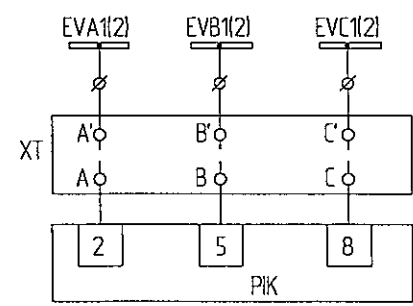 EVA1(2) EVB1(2) EVC1(2)
A' B' C'
XT
A B C
2 5 8
PIK